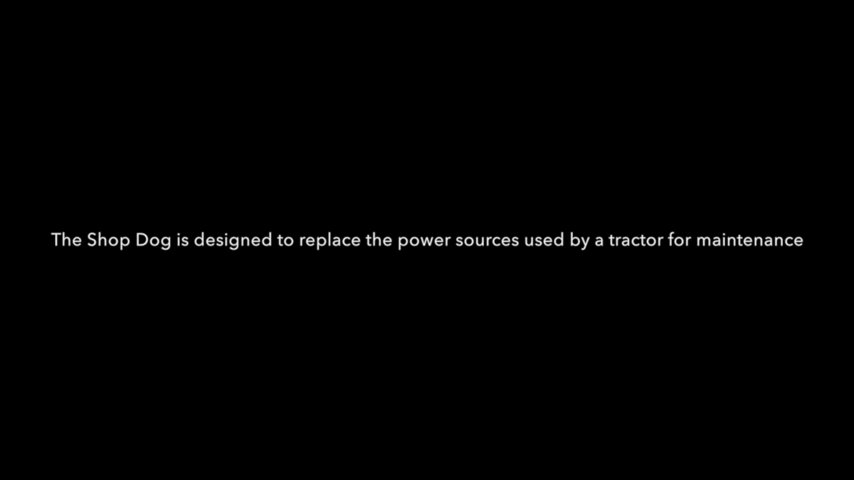 The Shop Dog is designed to replace the power sources used by a tractor for maintenance